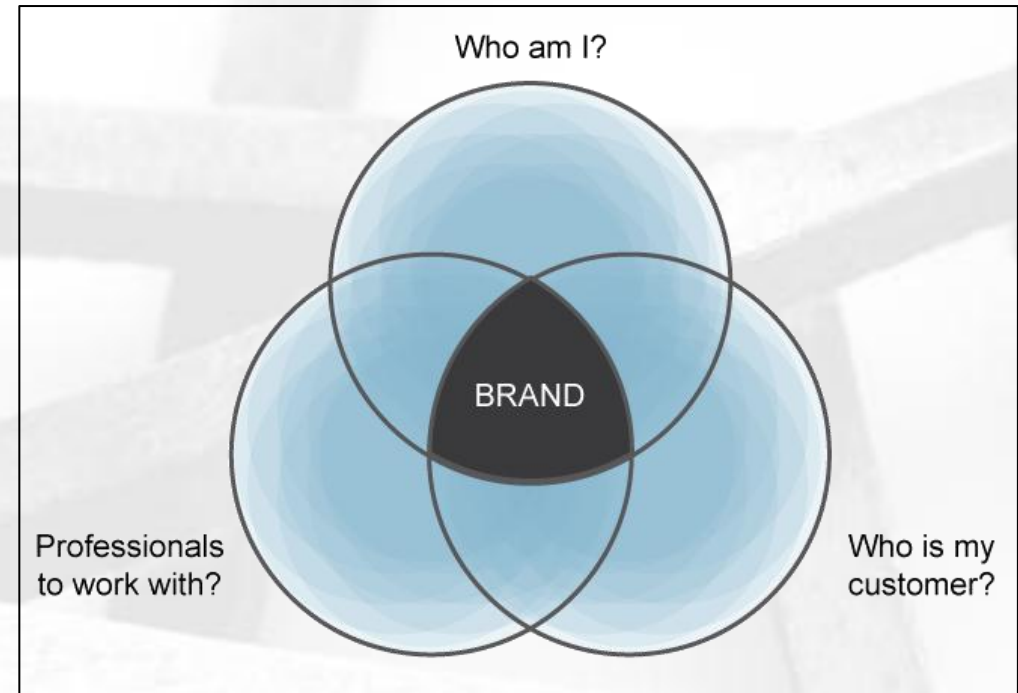 Who am I?
BRAND
Professionals
to work with?
Who is my
customer?